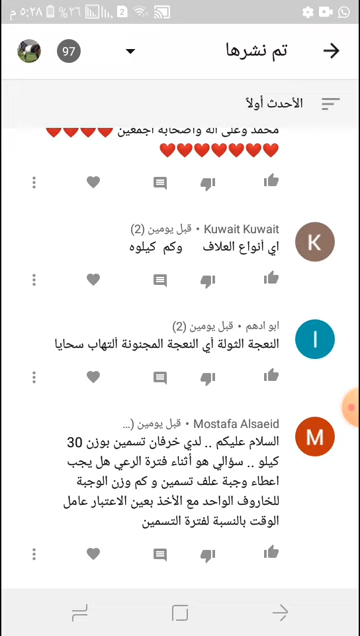 ٥:٢٨ م ٢٦%
تم نشرها
97
الأحدث أولاً
محمد وعلى اله واصحابه اجمعين ❤❤❤❤
❤❤❤❤❤❤❤
Kuwait Kuwait • قبل يومين (2)
اي أنواع العلاف وكم كيلوه
K
ابو ادهم • قبل يومين (2)
النعجة الثولة أي النعجة المجنونة ألتهاب سحايا
I
Mostafa Alsaeid • قبل يومين (...
السلام عليكم .. لدي خرفان تسمين بوزن 30
كيلو .. سؤالي هو أثناء فترة الرعي هل يجب
اعطاء وجبة علف تسمين و كم وزن الوجبة
للخاروف الواحد مع الأخذ بعين الاعتبار عامل
الوقت بالنسبة لفترة التسمين
M